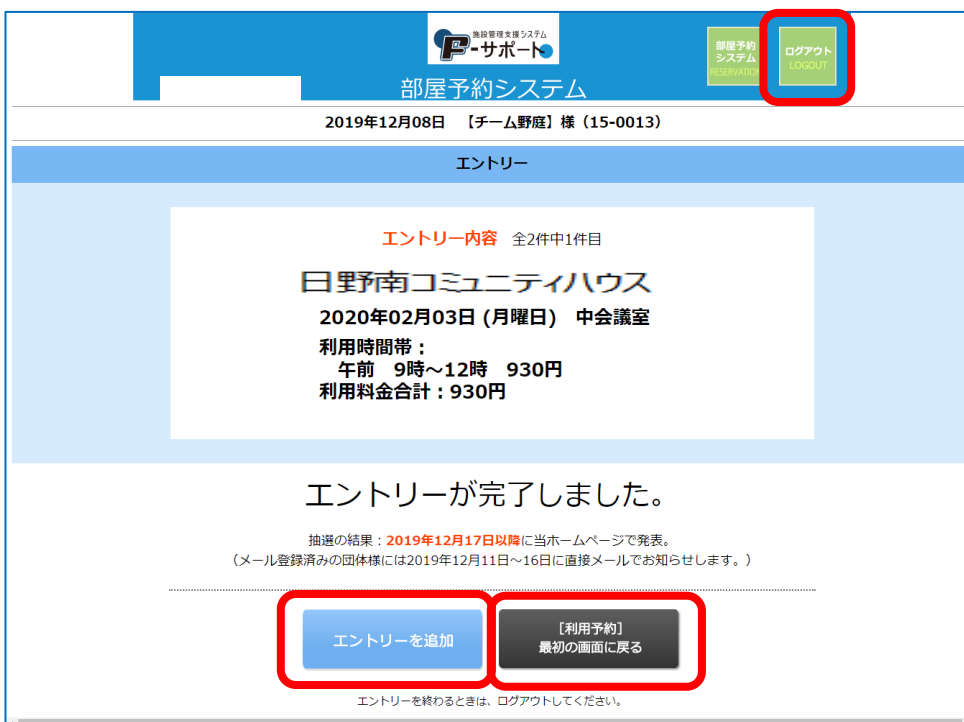 施設管理支援システム
F-サポート
部屋予約システム
部屋予約
システム
RESERVATION
ログアウト
LOGOUT
2019年12月08日　【チーム野庭】様（15-0013）
エントリー
エントリー内容　全2件中1件目
日野南コミュニティハウス
2020年02月03日 (月曜日)　中会議室
利用時間帯：
午前　9時～12時　930円
利用料金合計：930円
エントリーが完了しました。
抽選の結果：2019年12月17日以降に当ホームページで発表。
（メール登録済みの団体様には2019年12月11日～16日に直接メールでお知らせします。）
エントリーを追加
［利用予約］
最初の画面に戻る
エントリーを終わるときは、ログアウトしてください。